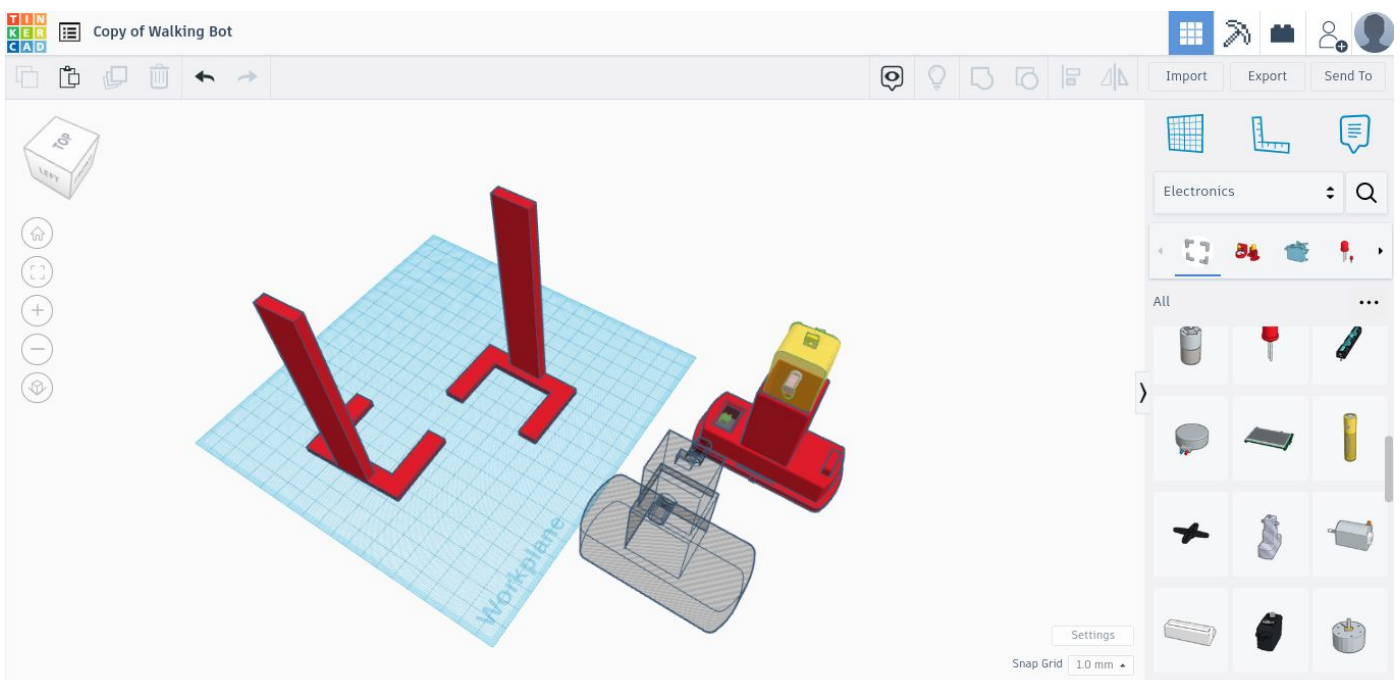 TIN
KER
CAD
Copy of Walking Bot
Import
Export
Send To
TOP
LEFT
Electronics
All
Workplane
Settings
Snap Grid 1.0 mm